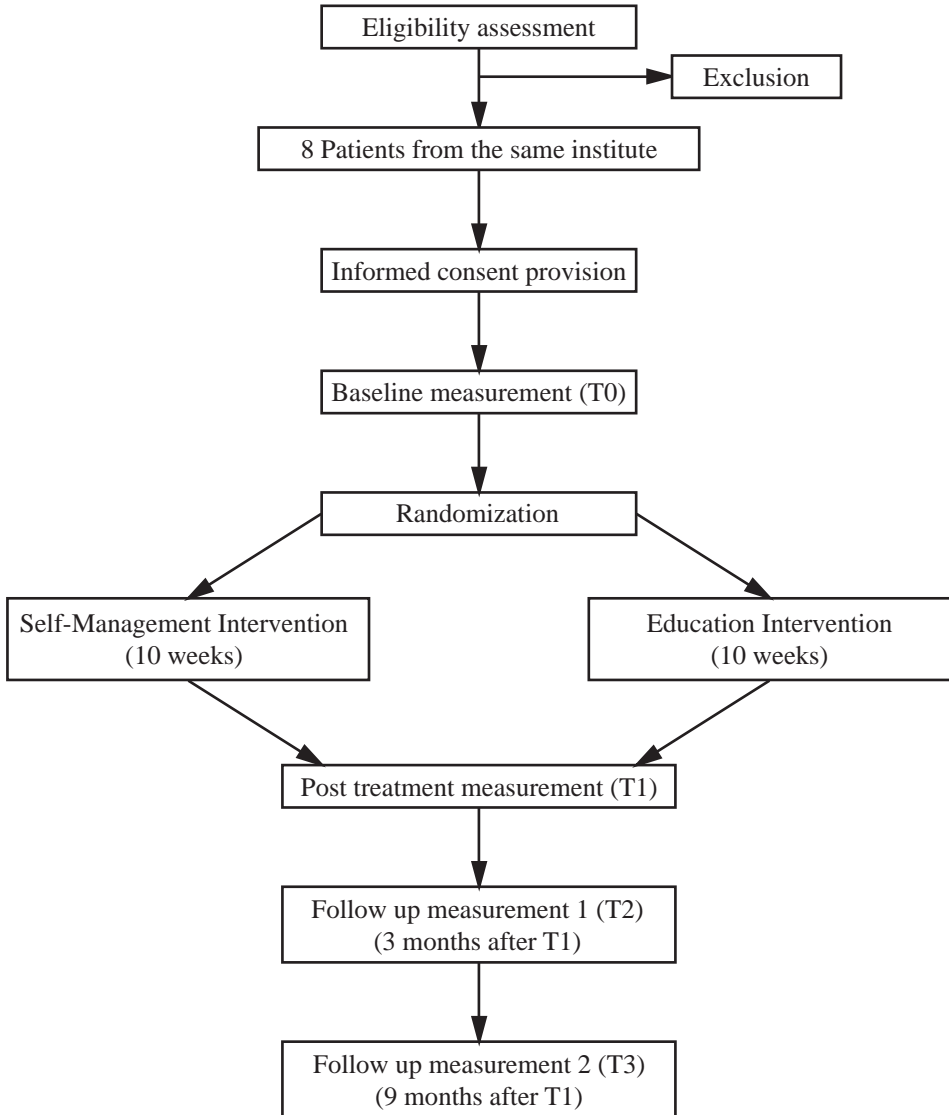 Eligibility assessment
Exclusion
8 Patients from the same institute
Informed consent provision
Baseline measurement (T0)
Randomization
Self-Management Intervention
(10 weeks)
Education Intervention
(10 weeks)
Post treatment measurement (T1)
Follow up measurement 1 (T2)
(3 months after T1)
Follow up measurement 2 (T3)
(9 months after T1)